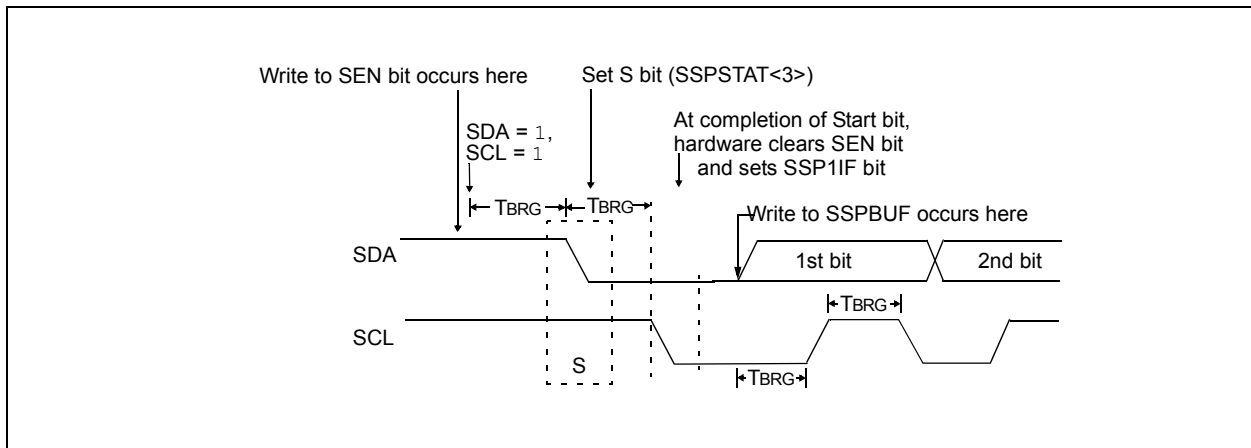 Write to SEN bit occurs here
Set S bit (SSPSTAT<3>)
SDA = 1,
SCL = 1
At completion of Start bit,
hardware clears SEN bit
and sets SSP1IF bit
TBRG
TBRG
Write to SSPBUF occurs here
SDA
1st bit
2nd bit
TBRG
SCL
S
TBRG